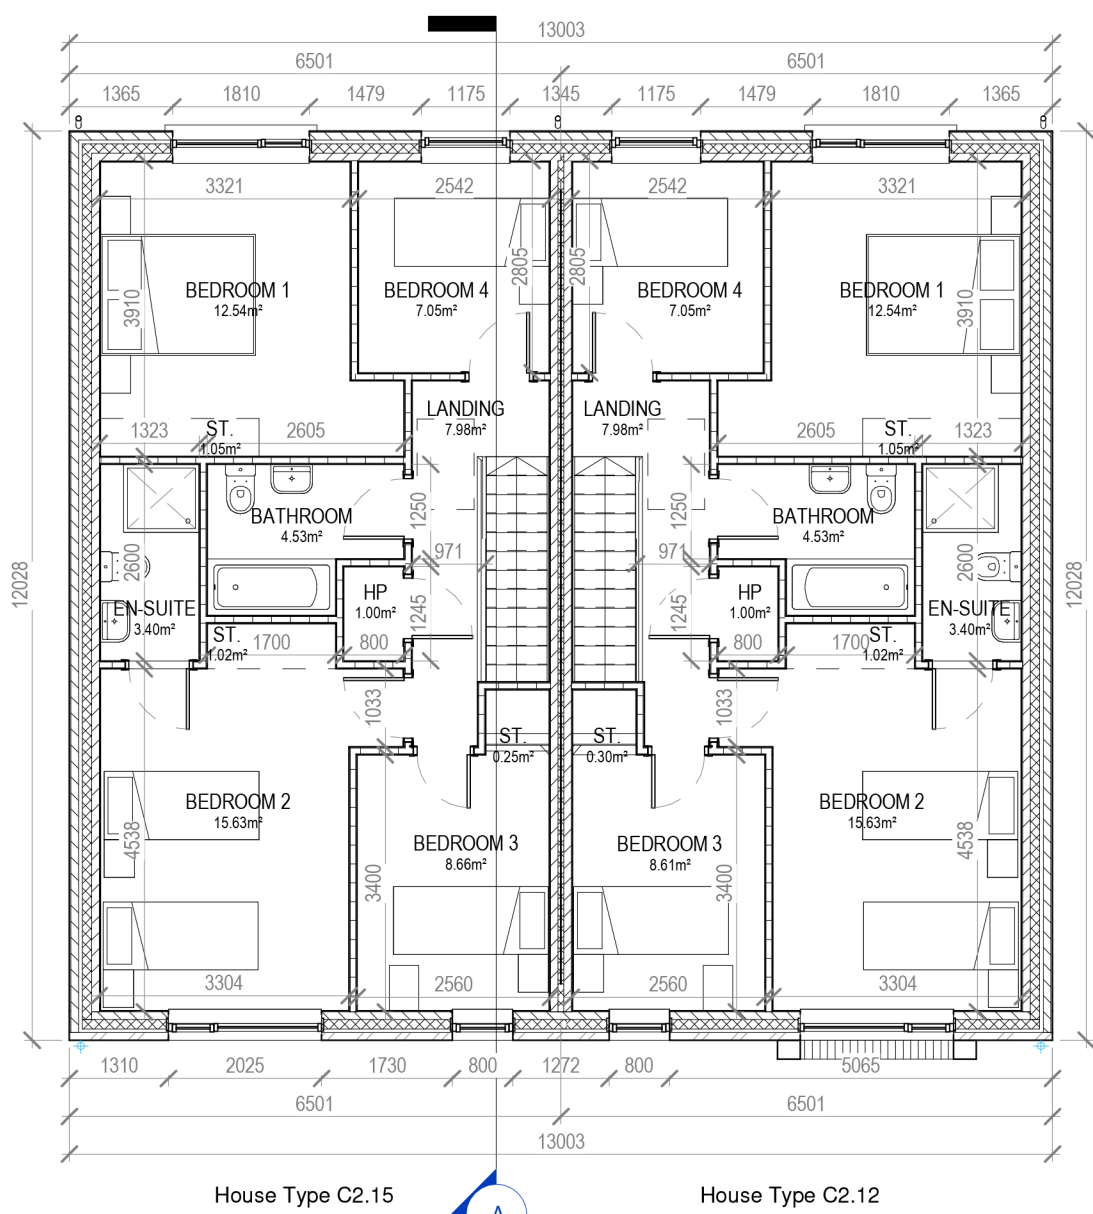 13003
6501 6501
1365 1810 1479 1175 1345 1175 1479 1810 1365
3321 2542 2542 3321
2805 2805
BEDROOM 1 BEDROOM 4 BEDROOM 4 BEDROOM 1
12.54m² 7.05m² 7.05m² 12.54m²
3910 3910
LANDING LANDING
7.98m² 7.98m²
ST. ST.
1323 2605 2605 1323
1.05m² 1.05m²
1250 1250
BATHROOM BATHROOM
4.53m² 4.53m²
971 971
2600 2600
12028 12028
HP HP
1.00m² 1.00m²
EN-SUITE EN-SUITE
3.40m² 3.40m²
1245 1245
ST. ST.
1700 800 800 1700
1.02m² 1.02m²
1033 1033
ST. ST.
0.25m² 0.30m²
BEDROOM 2 BEDROOM 2
15.63m² 15.63m²
4538 4538
BEDROOM 3 BEDROOM 3
8.66m² 8.61m²
3400 3400
3304 2560 2560 3304
1310 2025 1730 800 1272 800 5065
6501 6501
13003
House Type C2.15 House Type C2.12
A